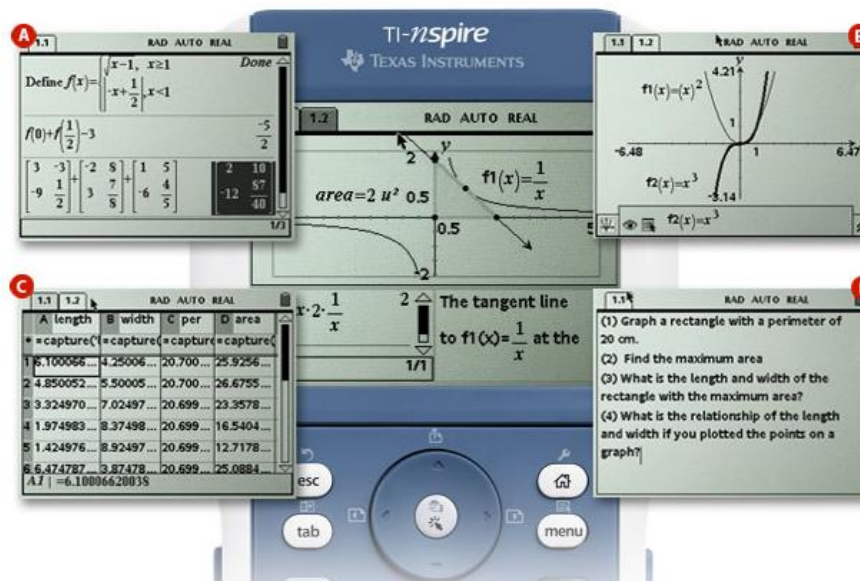 TI-nspire
TEXAS INSTRUMENTS
A
1.1
RAD AUTO REAL
Define f(x)={√x-1, x≥1
|-x+1/2|, x<1
Done
f(0)+f(1/2)-3
-5/2
[3 -3
-9 1/2]+[-2 8
3 7/8]+[1 5
-6 4/5]
[2 10
-12 87/40]
1/3
1.2
RAD AUTO REAL
2
y
f1(x)=1/x
area=2 u²
0.5
0.5
5
-2
x·2·1/x
2
1/1
The tangent line
to f1(x)=1/x at the
1.1
1.2
RAD AUTO REAL
4.21
y
f1(x)=(x)²
1
-6.48
1
6.47
f2(x)=x³
-3.14
f2(x)=x³
C
1.1
1.2
RAD AUTO REAL
A length
B width
C per
D area
=capture('
=capture(
=capture(
=capture(
1 6.100066...
4.25006...
20.700...
25.9256...
2 4.850052...
5.50005...
20.700...
26.6755...
3 3.324970...
7.02497...
20.699...
23.3578...
4 1.974983...
8.37498...
20.699...
16.5404...
5 1.424976...
8.92497...
20.699...
12.7178...
6 6.474787...
3.87478...
20.699...
25.0884...
A1 =6.10006620038
1.1
RAD AUTO REAL
(1) Graph a rectangle with a perimeter of
20 cm.
(2) Find the maximum area
(3) What is the length and width of the
rectangle with the maximum area?
(4) What is the relationship of the length
and width if you plotted the points on a
graph?
esc
tab
menu